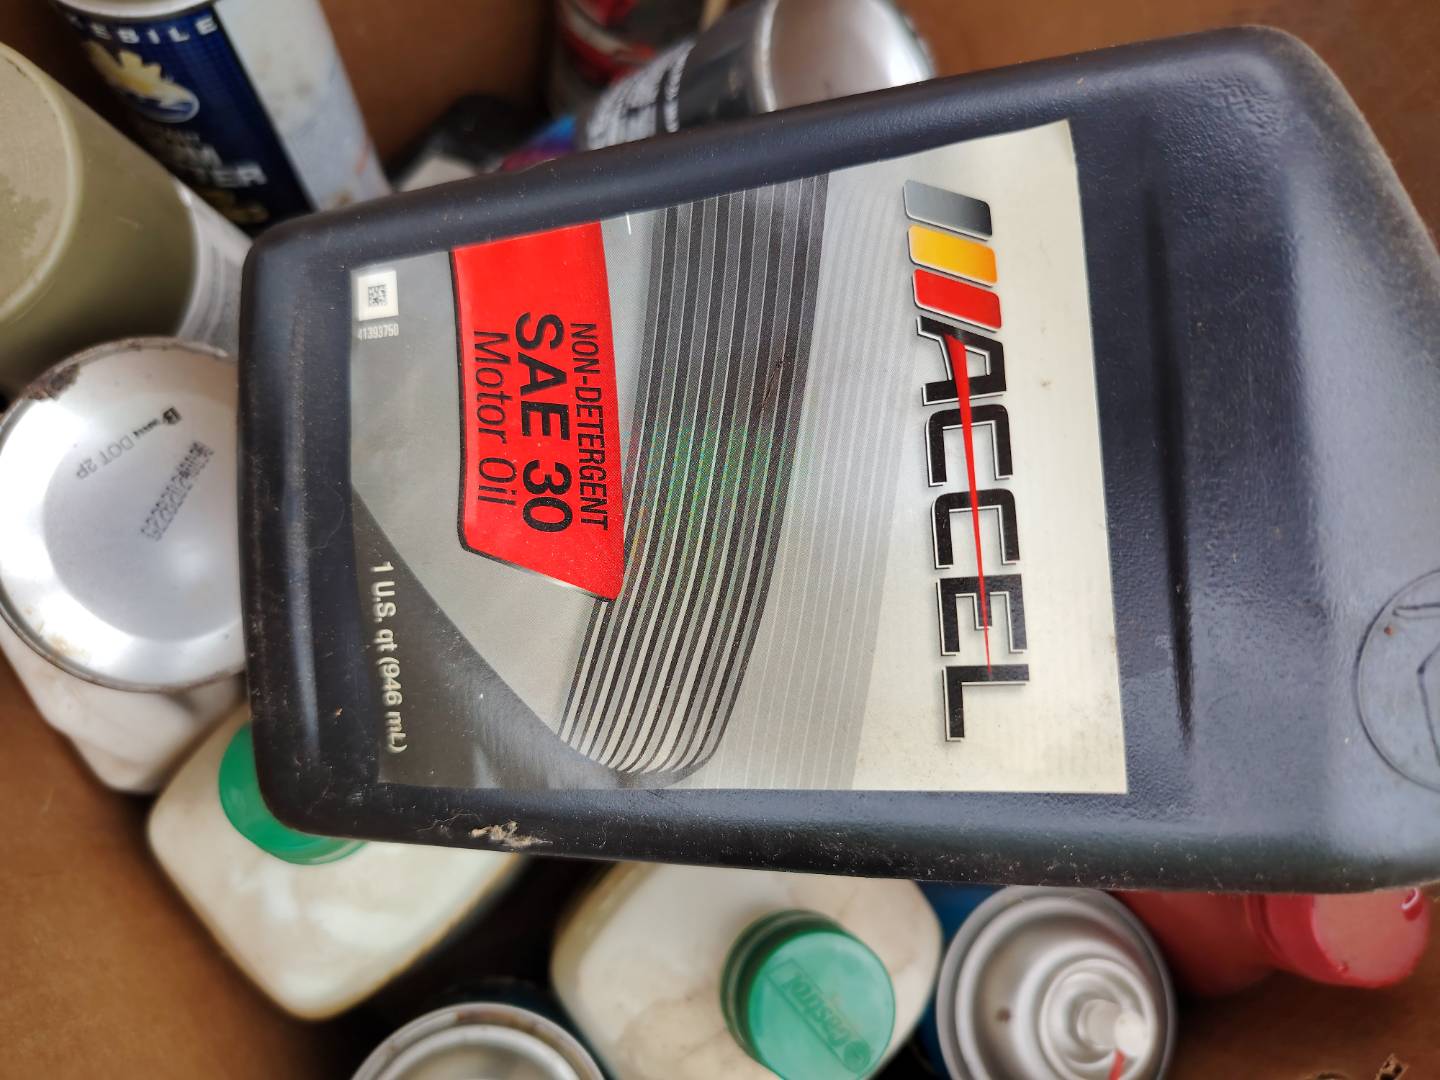 ACCEL
NON-DETERGENT
SAE 30
Motor Oil
41393750
1 U.S. qt (946 mL)
Castrol
DOT 2P